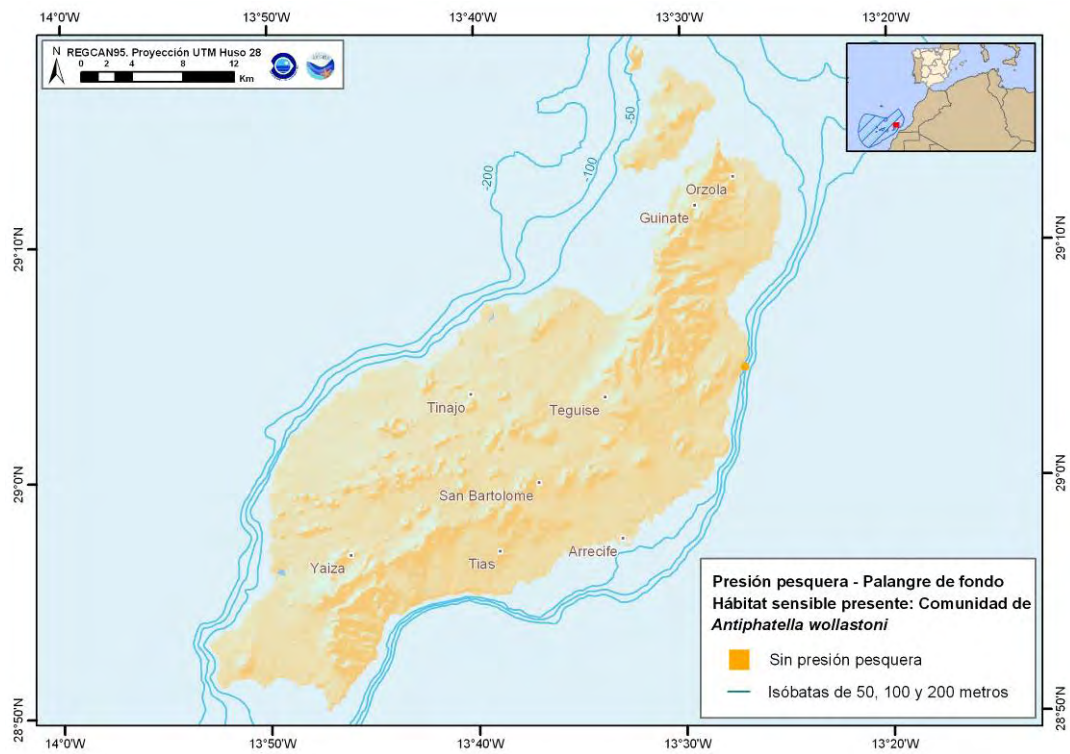 14°0'W
13°50'W
13°40'W
13°30'W
13°20'W
N
REGCAN95. Proyección UTM Huso 28
0 2 4 8 12
Km
-50
-100
-200
Orzola
Guinate
29°10'N
29°10'N
Tinajo
Teguise
29°0'N
29°0'N
San Bartolome
Arrecife
Yaiza
Tias
Presión pesquera - Palangre de fondo
Hábitat sensible presente: Comunidad de
Antiphatella wollastoni
Sin presión pesquera
Isóbatas de 50, 100 y 200 metros
28°50'N
28°50'N
14°0'W
13°50'W
13°40'W
13°30'W
13°20'W